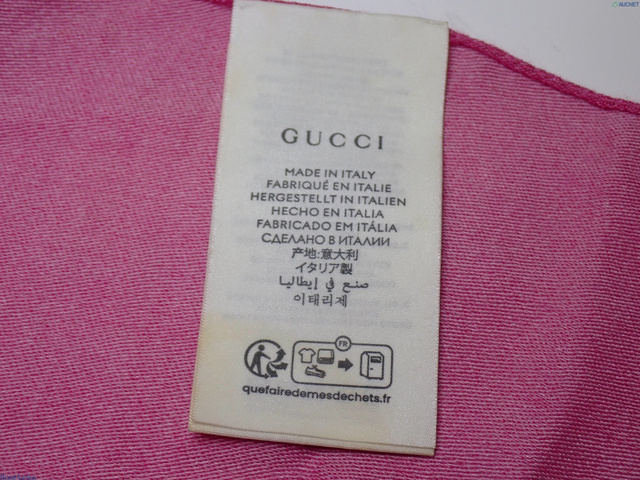 AUCNET
GUCCI
MADE IN ITALY
FABRIQUÉ EN ITALIE
HERGESTELLT IN ITALIEN
HECHO EN ITALIA
FABRICADO EM ITÁLIA
СДЕЛАНО В ИТАЛИИ
产地:意大利
イタリア製
صنع في إيطاليا
이태리제
FR
quefairedemesdechets.fr